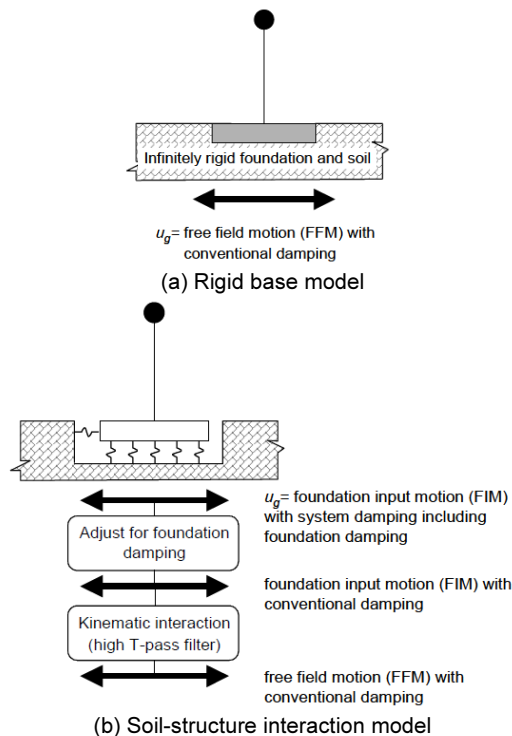 Infinitely rigid foundation and soil
u_g= free field motion (FFM) with
conventional damping
(a) Rigid base model
u_g= foundation input motion (FIM)
with system damping including
foundation damping
Adjust for foundation
damping
foundation input motion (FIM) with
conventional damping
Kinematic interaction
(high T-pass filter)
free field motion (FFM) with
conventional damping
(b) Soil-structure interaction model